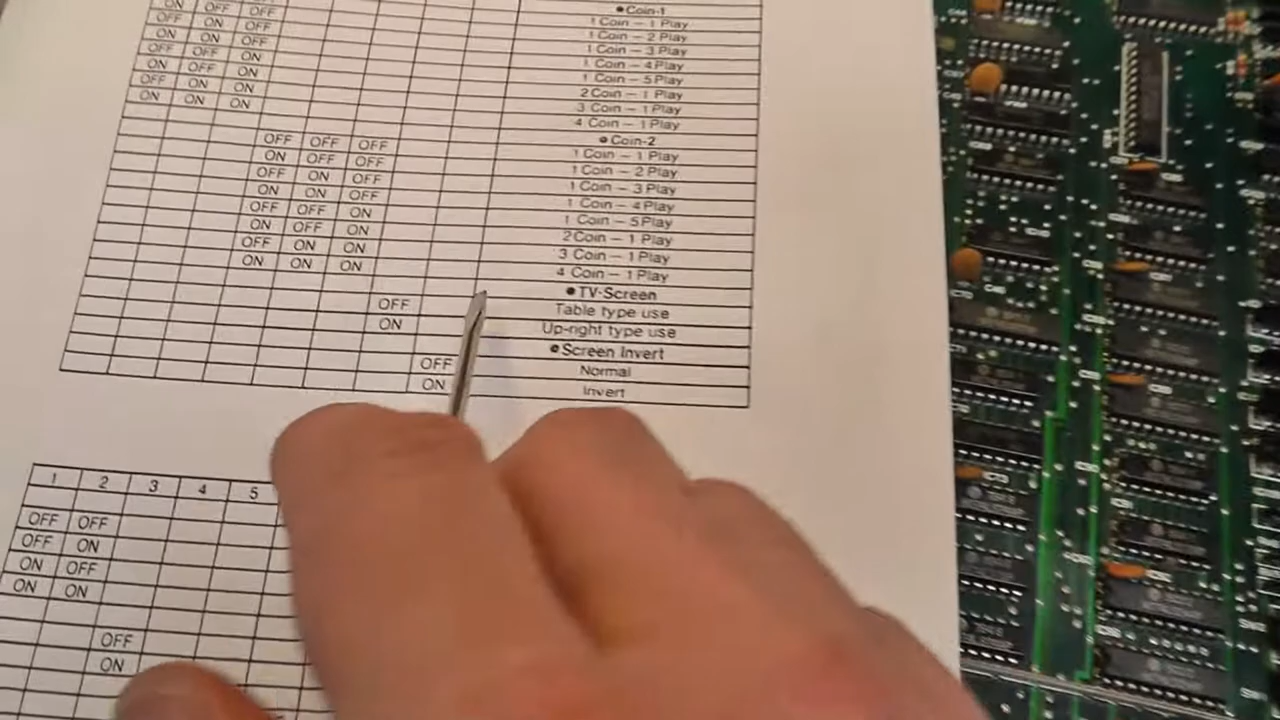 ON OFF OFF ● Coin-1
OFF ON OFF 1 Coin — 1 Play
ON ON OFF 1 Coin — 2 Play
OFF OFF ON 1 Coin — 3 Play
ON OFF ON 1 Coin — 4 Play
OFF ON ON 1 Coin — 5 Play
ON ON ON 2 Coin — 1 Play
3 Coin — 1 Play
4 Coin — 1 Play
OFF OFF OFF ● Coin-2
ON OFF OFF 1 Coin — 1 Play
OFF ON OFF 1 Coin — 2 Play
ON ON OFF 1 Coin — 3 Play
OFF OFF ON 1 Coin — 4 Play
ON OFF ON 1 Coin — 5 Play
OFF ON ON 2 Coin — 1 Play
ON ON ON 3 Coin — 1 Play
4 Coin — 1 Play
● TV-Screen
OFF Table type use
ON Up-right type use
● Screen Invert
OFF Normal
ON Invert
1 2 3 4 5
OFF OFF
OFF ON
ON OFF
ON ON
OFF
ON